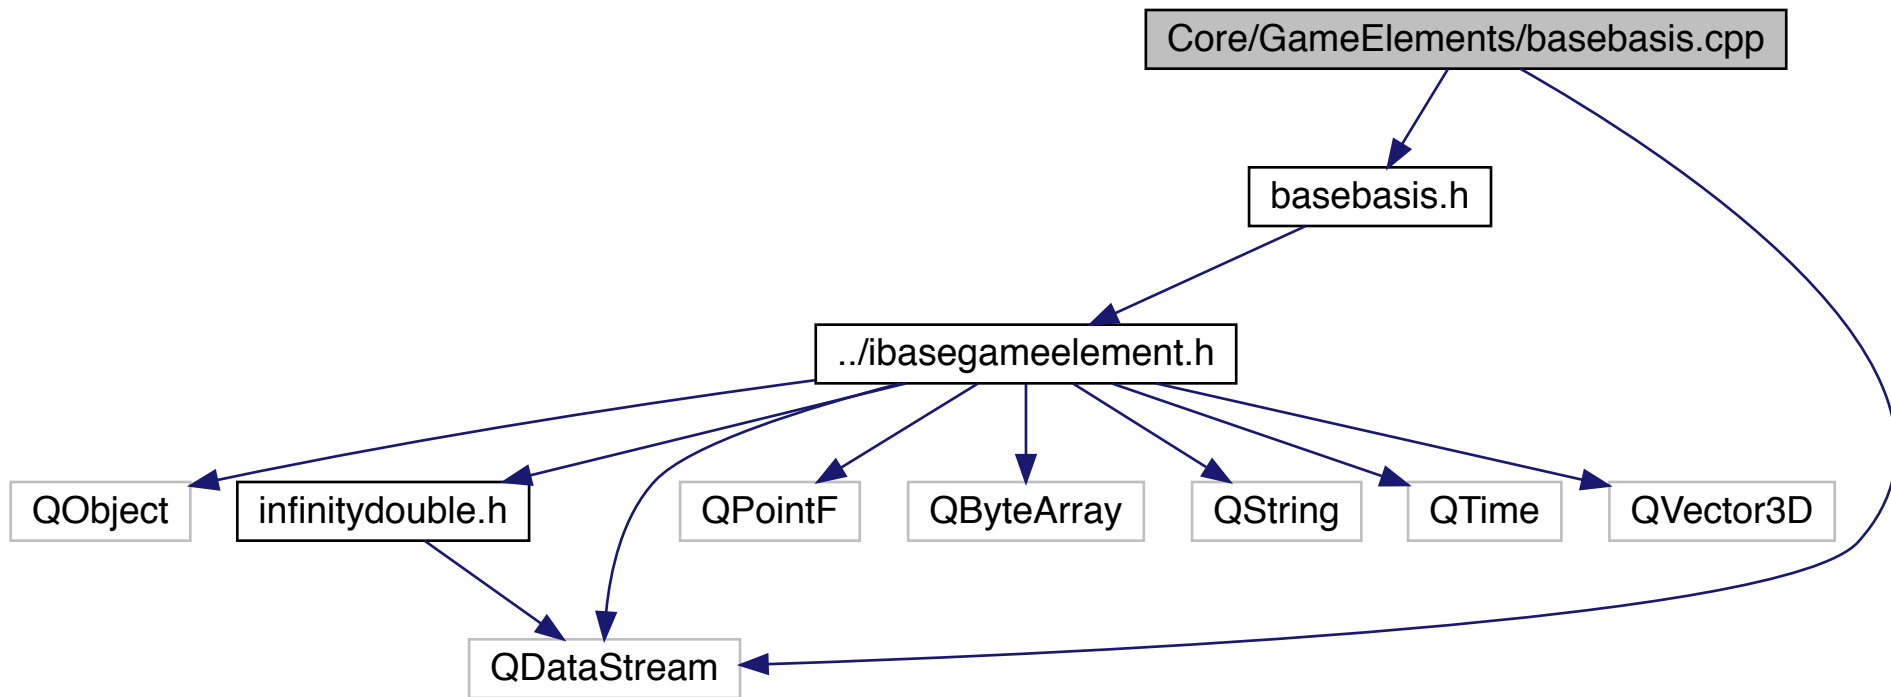 Core/GameElements/basebasis.cpp
basebasis.h
../ibasegameelement.h
QObject
infinitydouble.h
QPointF
QByteArray
QString
QTime
QVector3D
QDataStream